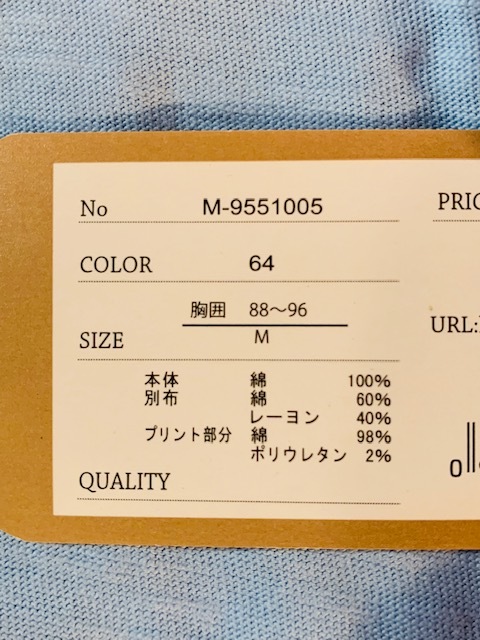 No M-9551005
COLOR 64
胸囲 88～96
SIZE M
本体 綿 100%
別布 綿 60%
レーヨン 40%
プリント部分 綿 98%
ポリウレタン 2%
QUALITY
PRIC
URL:
0